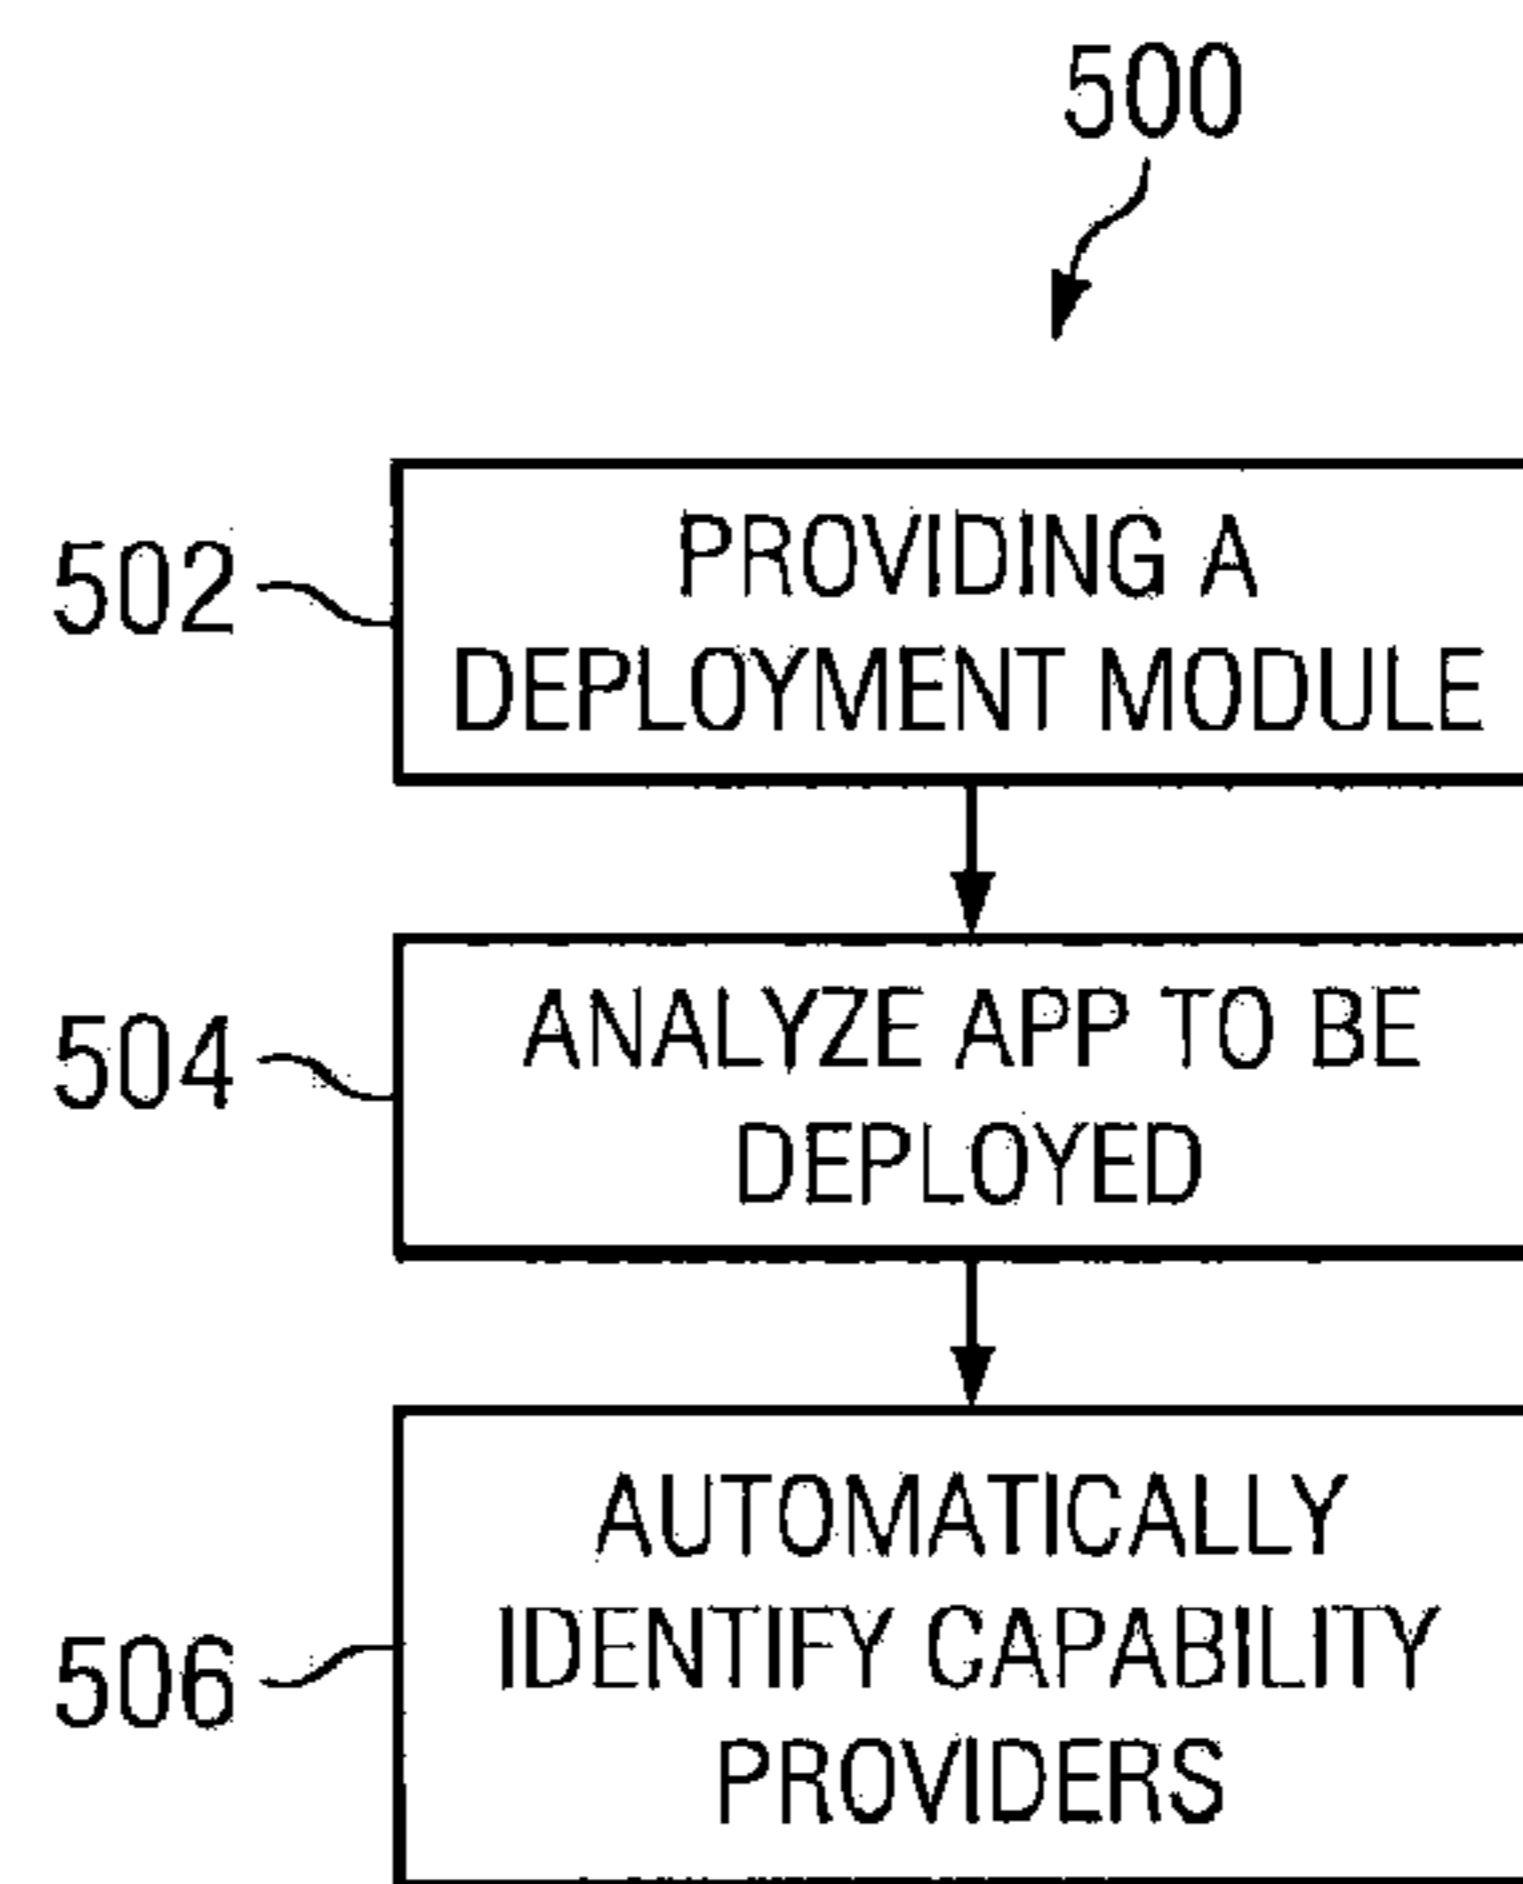 500
502
PROVIDING A
DEPLOYMENT MODULE
504
ANALYZE APP TO BE
DEPLOYED
506
AUTOMATICALLY
IDENTIFY CAPABILITY
PROVIDERS